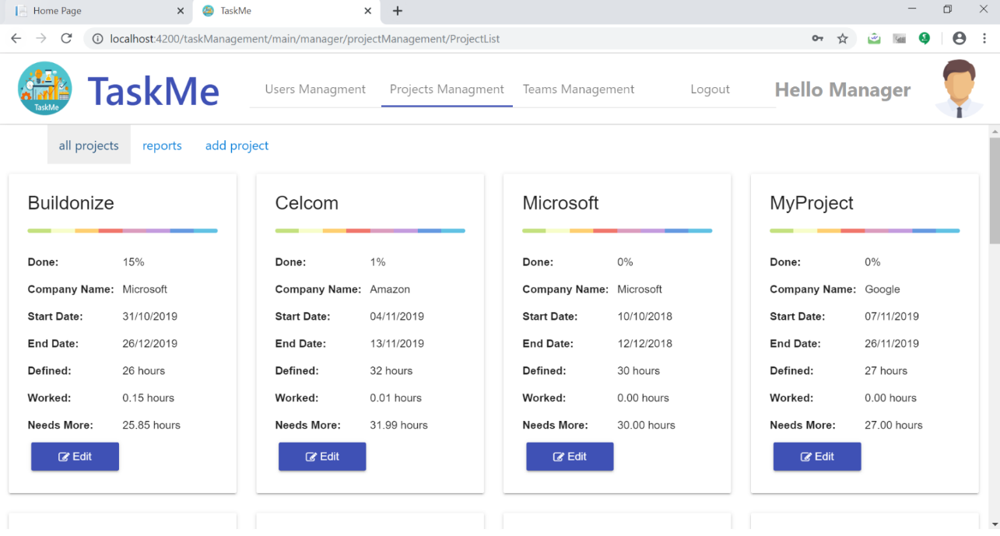 Home Page
TaskMe
localhost:4200/taskManagement/main/manager/projectManagement/ProjectList
TaskMe
TaskMe
Users Managment
Projects Managment
Teams Management
Logout
Hello Manager
all projects
reports
add project
Buildonize
Done: 15%
Company Name: Microsoft
Start Date: 31/10/2019
End Date: 26/12/2019
Defined: 26 hours
Worked: 0.15 hours
Needs More: 25.85 hours
Edit
Celcom
Done: 1%
Company Name: Amazon
Start Date: 04/11/2019
End Date: 13/11/2019
Defined: 32 hours
Worked: 0.01 hours
Needs More: 31.99 hours
Edit
Microsoft
Done: 0%
Company Name: Microsoft
Start Date: 10/10/2018
End Date: 12/12/2018
Defined: 30 hours
Worked: 0.00 hours
Needs More: 30.00 hours
Edit
MyProject
Done: 0%
Company Name: Google
Start Date: 07/11/2019
End Date: 26/11/2019
Defined: 27 hours
Worked: 0.00 hours
Needs More: 27.00 hours
Edit